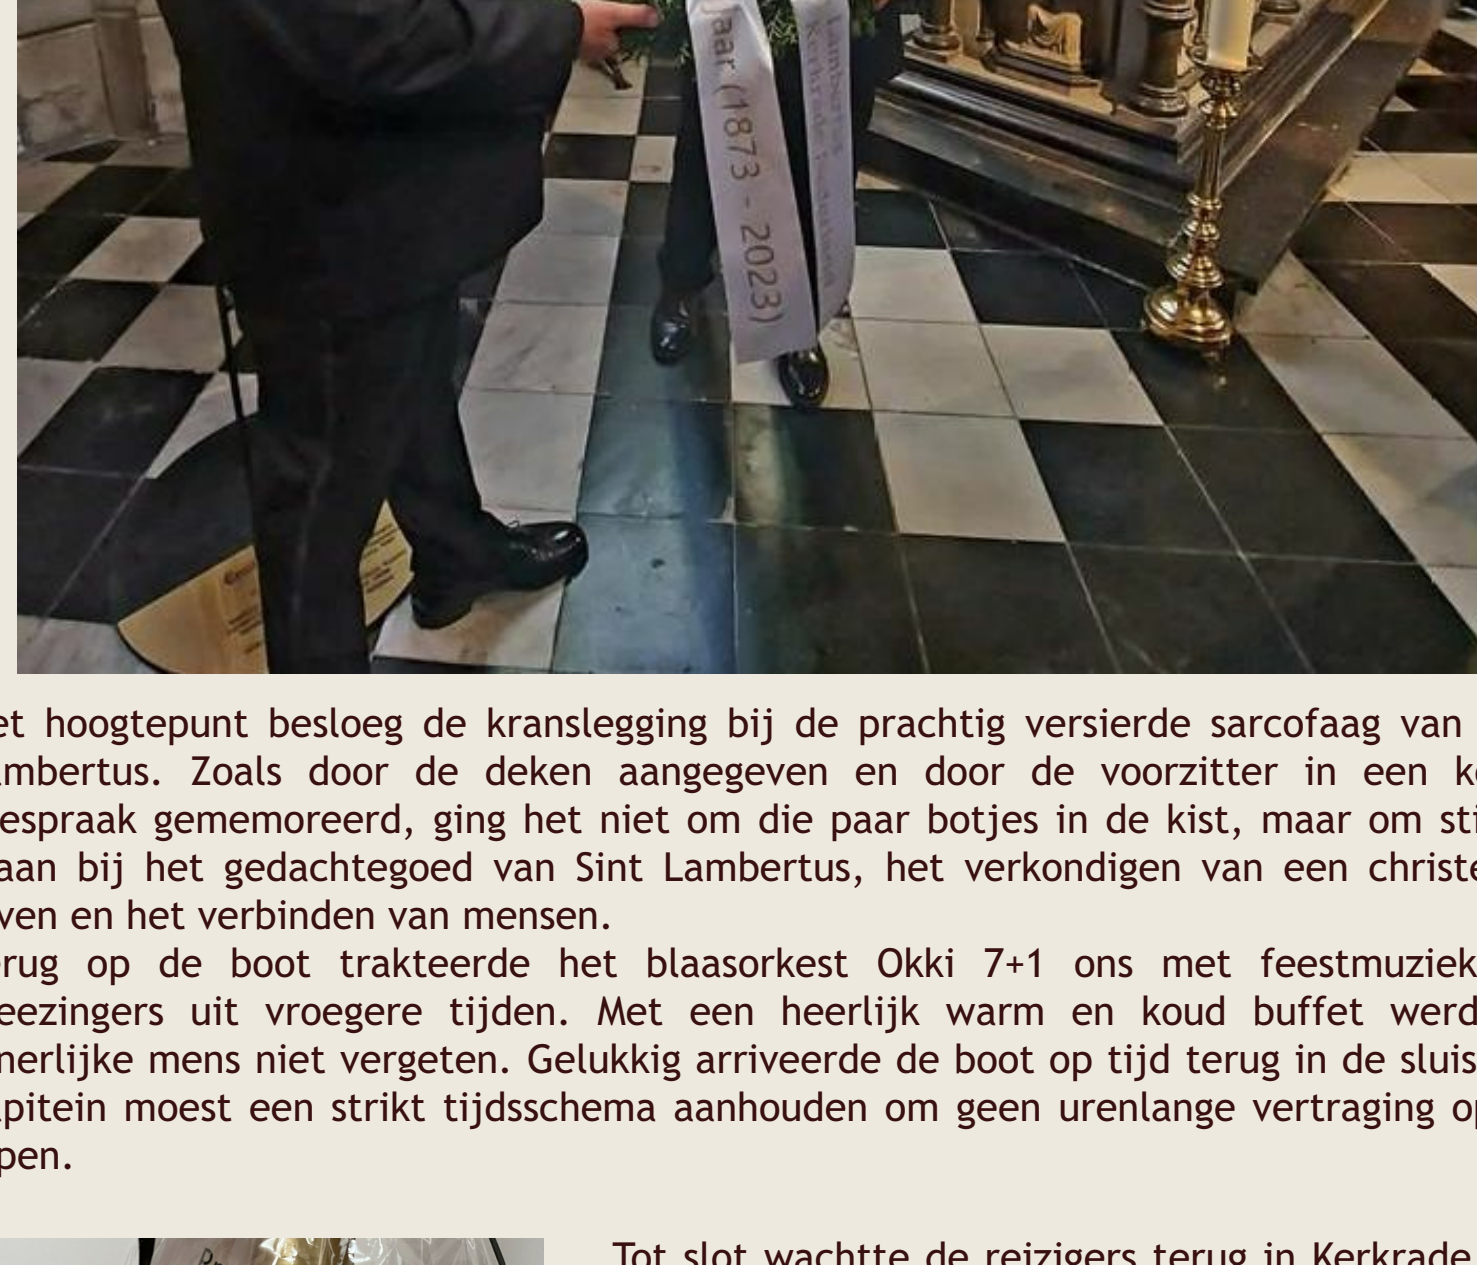 Jaar (1873 - 2023)
Lambertus
Kerkrade
et hoogtepunt besloeg de kranslegging bij de prachtig versierde sarcofaag van
ambertus. Zoals door de deken aangegeven en door de voorzitter in een ko
espraak gememoreerd, ging het niet om die paar botjes in de kist, maar om sti
aan bij het gedachtegoed van Sint Lambertus, het verkondigen van een christe
ven en het verbinden van mensen.
erug op de boot trakteerde het blaasorkest Okki 7+1 ons met feestmuziek
eezingers uit vroegere tijden. Met een heerlijk warm en koud buffet werd
nerlijke mens niet vergeten. Gelukkig arriveerde de boot op tijd terug in de sluis
apitein moest een strikt tijdsschema aanhouden om geen urenlange vertraging op
pen.
Tot slot wachtte de reizigers terug in Kerkrade